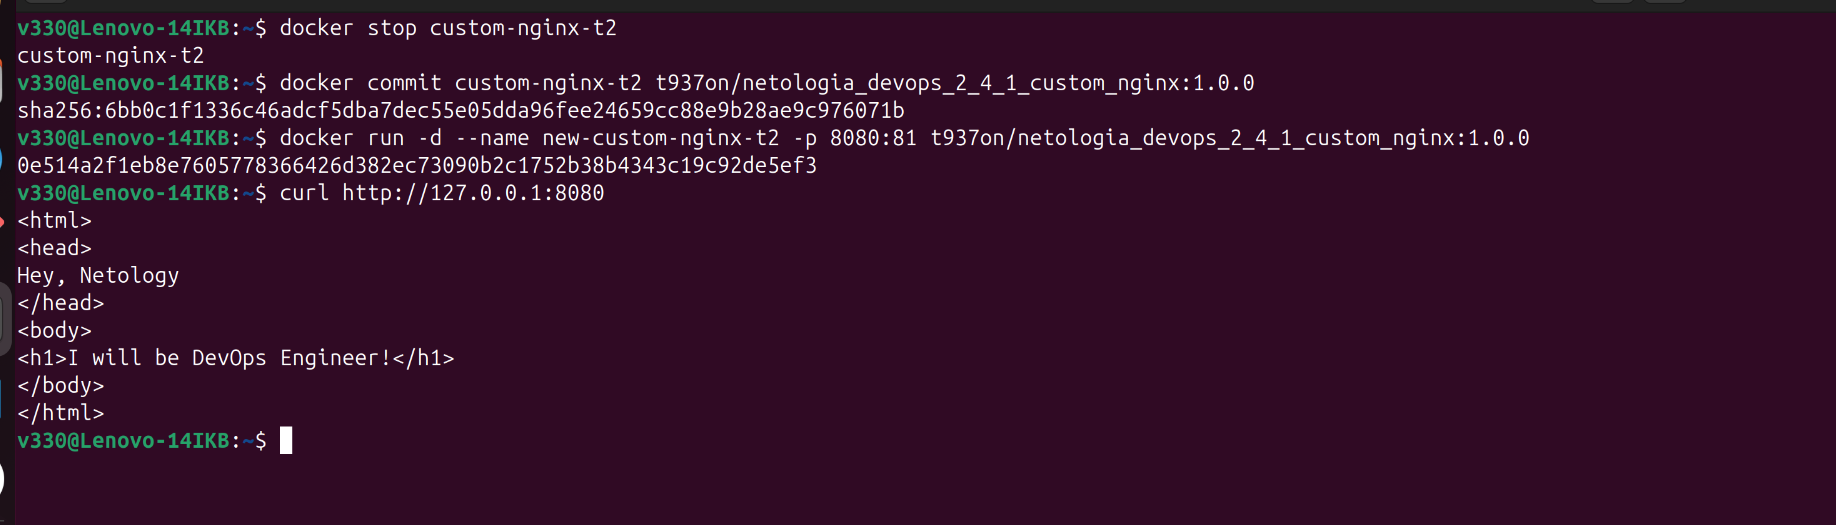 v330@Lenovo-14IKB:~$ docker stop custom-nginx-t2
custom-nginx-t2
v330@Lenovo-14IKB:~$ docker commit custom-nginx-t2 t937on/netologia_devops_2_4_1_custom_nginx:1.0.0
sha256:6bb0c1f1336c46adcf5dba7dec55e05dda96fee24659cc88e9b28ae9c976071b
v330@Lenovo-14IKB:~$ docker run -d --name new-custom-nginx-t2 -p 8080:81 t937on/netologia_devops_2_4_1_custom_nginx:1.0.0
0e514a2f1eb8e7605778366426d382ec73090b2c1752b38b4343c19c92de5ef3
v330@Lenovo-14IKB:~$ curl http://127.0.0.1:8080
<html>
<head>
Hey, Netology
</head>
<body>
<h1>I will be DevOps Engineer!</h1>
</body>
</html>
v330@Lenovo-14IKB:~$